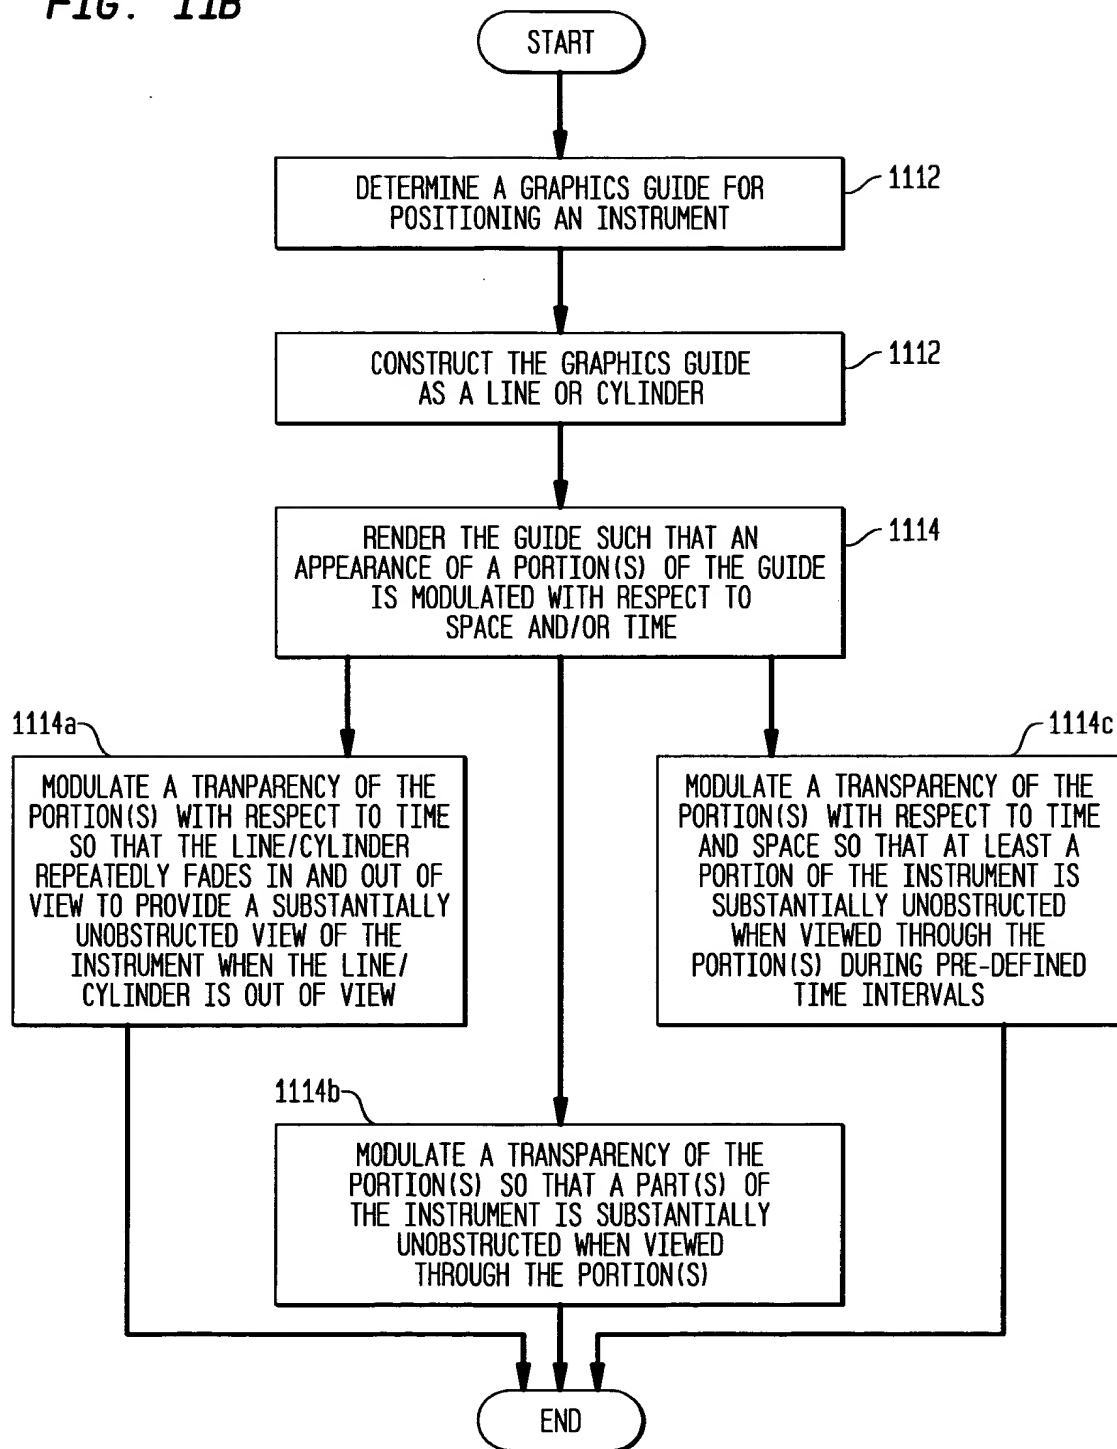 FIG. 11B
START
DETERMINE A GRAPHICS GUIDE FOR
POSITIONING AN INSTRUMENT
1112
CONSTRUCT THE GRAPHICS GUIDE
AS A LINE OR CYLINDER
1112
RENDER THE GUIDE SUCH THAT AN
APPEARANCE OF A PORTION(S) OF THE GUIDE
IS MODULATED WITH RESPECT TO
SPACE AND/OR TIME
1114
1114a
MODULATE A TRANPARENCY OF THE
PORTION(S) WITH RESPECT TO TIME
SO THAT THE LINE/CYLINDER
REPEATEDLY FADES IN AND OUT OF
VIEW TO PROVIDE A SUBSTANTIALLY
UNOBSTRUCTED VIEW OF THE
INSTRUMENT WHEN THE LINE/
CYLINDER IS OUT OF VIEW
1114c
MODULATE A TRANSPARENCY OF THE
PORTION(S) WITH RESPECT TO TIME
AND SPACE SO THAT AT LEAST A
PORTION OF THE INSTRUMENT IS
SUBSTANTIALLY UNOBSTRUCTED
WHEN VIEWED THROUGH THE
PORTION(S) DURING PRE-DEFINED
TIME INTERVALS
1114b
MODULATE A TRANSPARENCY OF THE
PORTION(S) SO THAT A PART(S) OF
THE INSTRUMENT IS SUBSTANTIALLY
UNOBSTRUCTED WHEN VIEWED
THROUGH THE PORTION(S)
END